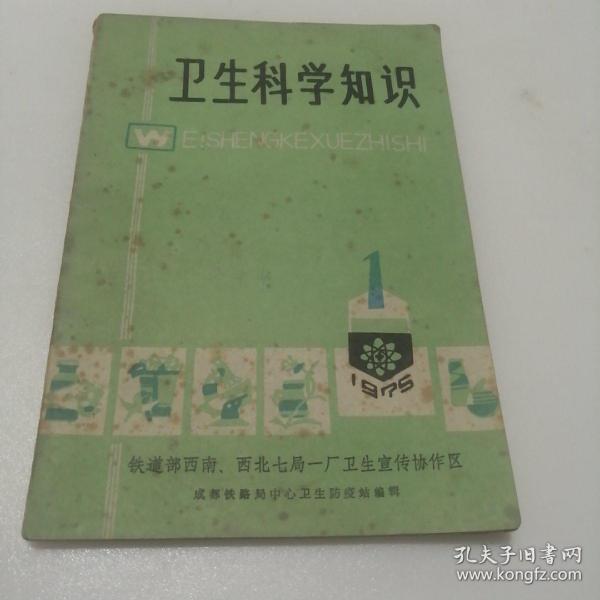 卫生科学知识
WEISHENGKEXUEZHISHI
1
1975
铁道部西南、西北七局一厂卫生宣传协作区
成都铁路局中心卫生防疫站编辑
孔夫子旧书网
www.kongfz.com